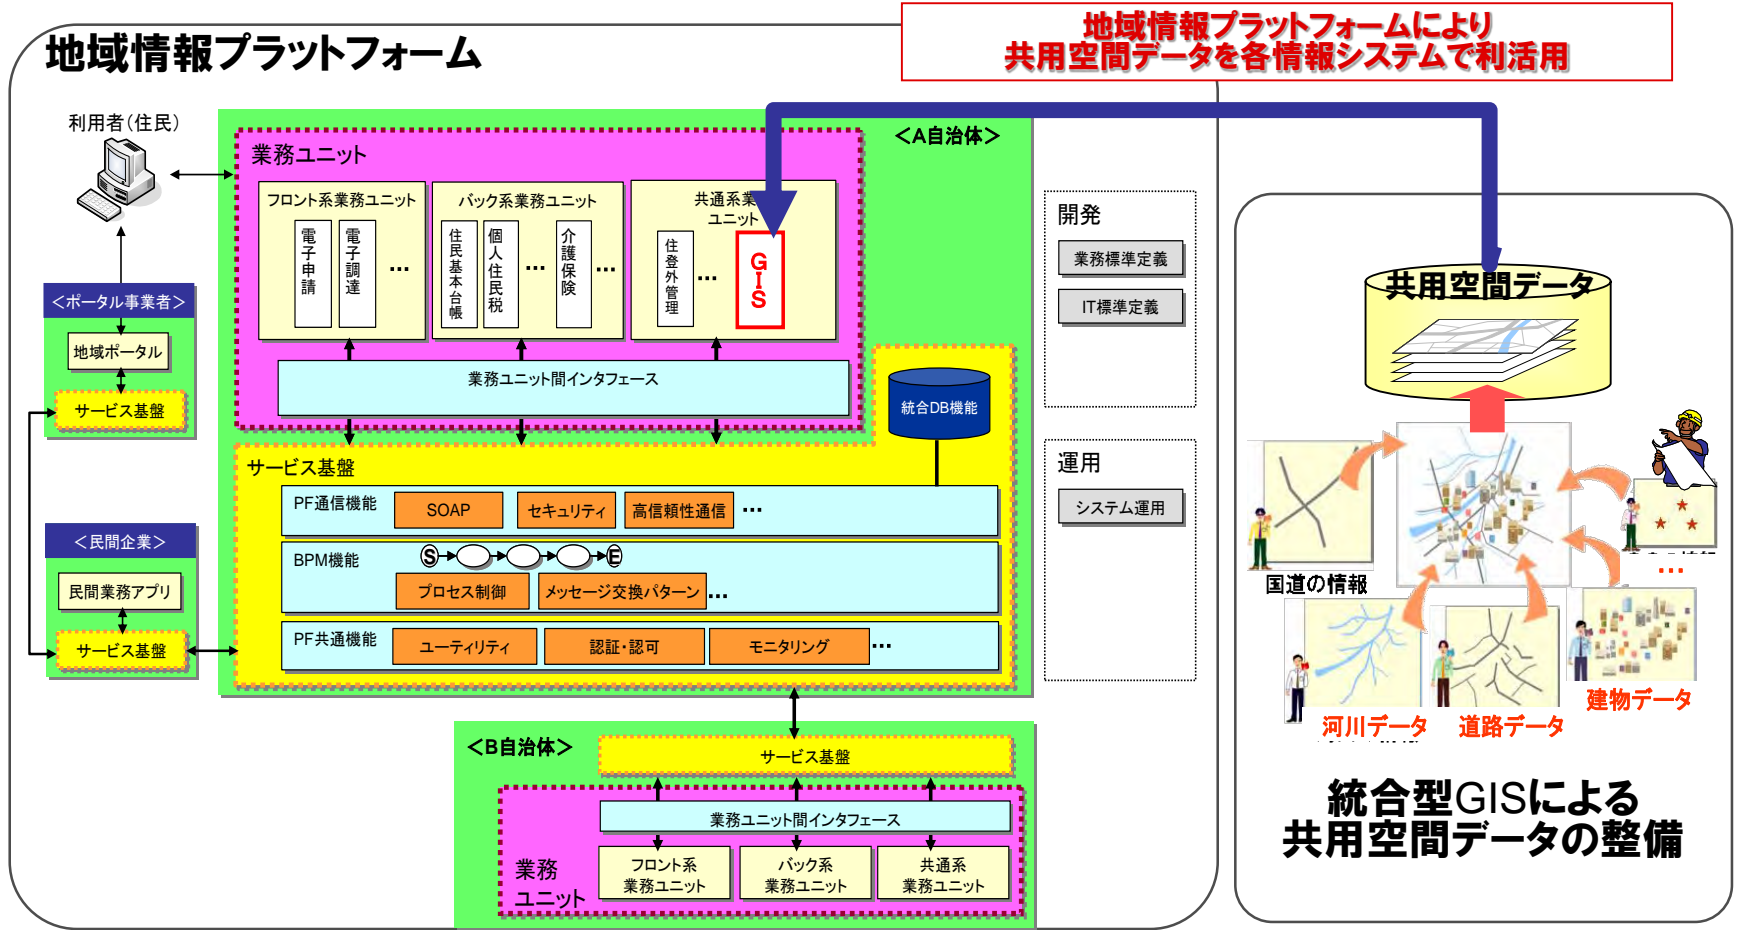 地域情報プラットフォーム
地域情報プラットフォームにより
共用空間データを各情報システムで利活用
利用者(住民)
<ポータル事業者>
地域ポータル
サービス基盤
<民間企業>
民間業務アプリ
サービス基盤
<A自治体>
業務ユニット
フロント系業務ユニット
電子申請
電子調達
…
バック系業務ユニット
住民基本台帳
個人住民税
…
介護保険
…
共通系業
ユニット
住登外管理
…
GIS
業務ユニット間インタフェース
統合DB機能
サービス基盤
PF通信機能
SOAP
セキュリティ
高信頼性通信
…
BPM機能
S
E
プロセス制御
メッセージ交換パターン
…
PF共通機能
ユーティリティ
認証・認可
モニタリング
…
開発
業務標準定義
IT標準定義
運用
システム運用
<B自治体>
サービス基盤
業務ユニット間インタフェース
業務
ユニット
フロント系
業務ユニット
バック系
業務ユニット
共通系
業務ユニット
共用空間データ
国道の情報
…
河川データ
道路データ
建物データ
統合型GISによる
共用空間データの整備